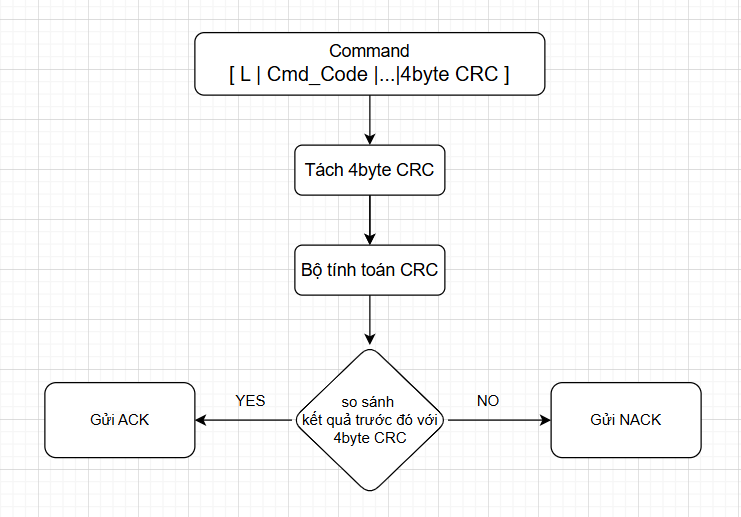 Command
[ L | Cmd_Code |...|4byte CRC ]
Tách 4byte CRC
Bộ tính toán CRC
so sánh
kết quả trước đó với
4byte CRC
YES
NO
Gửi ACK
Gửi NACK